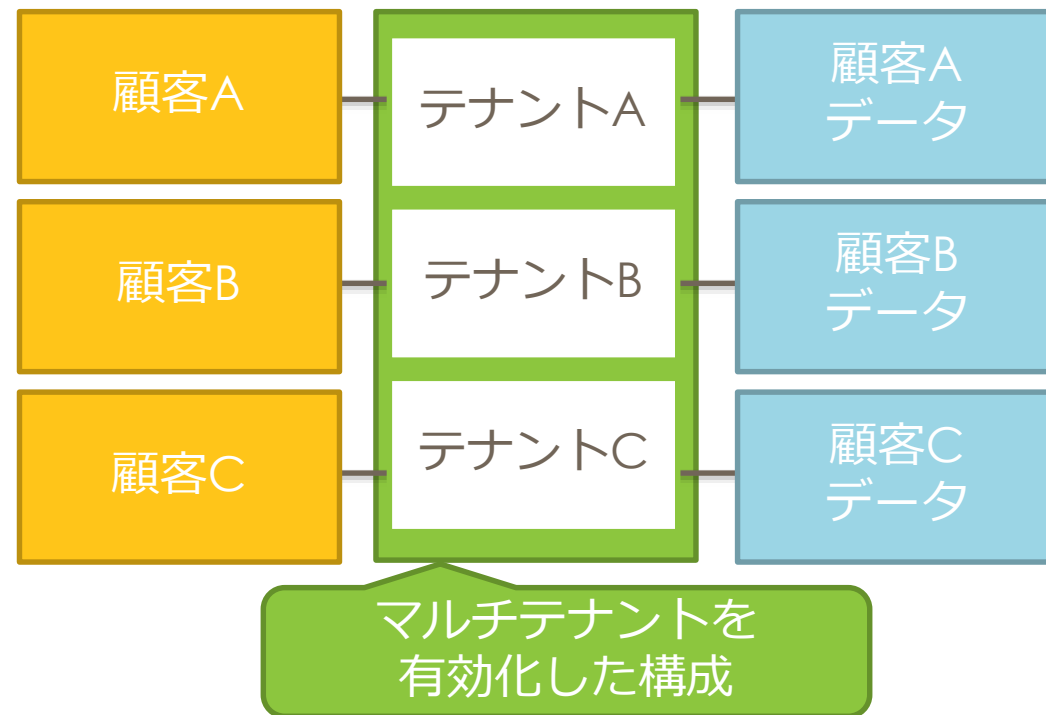 顧客A
テナントA
顧客A
データ
顧客B
テナントB
顧客B
データ
顧客C
テナントC
顧客C
データ
マルチテナントを
有効化した構成